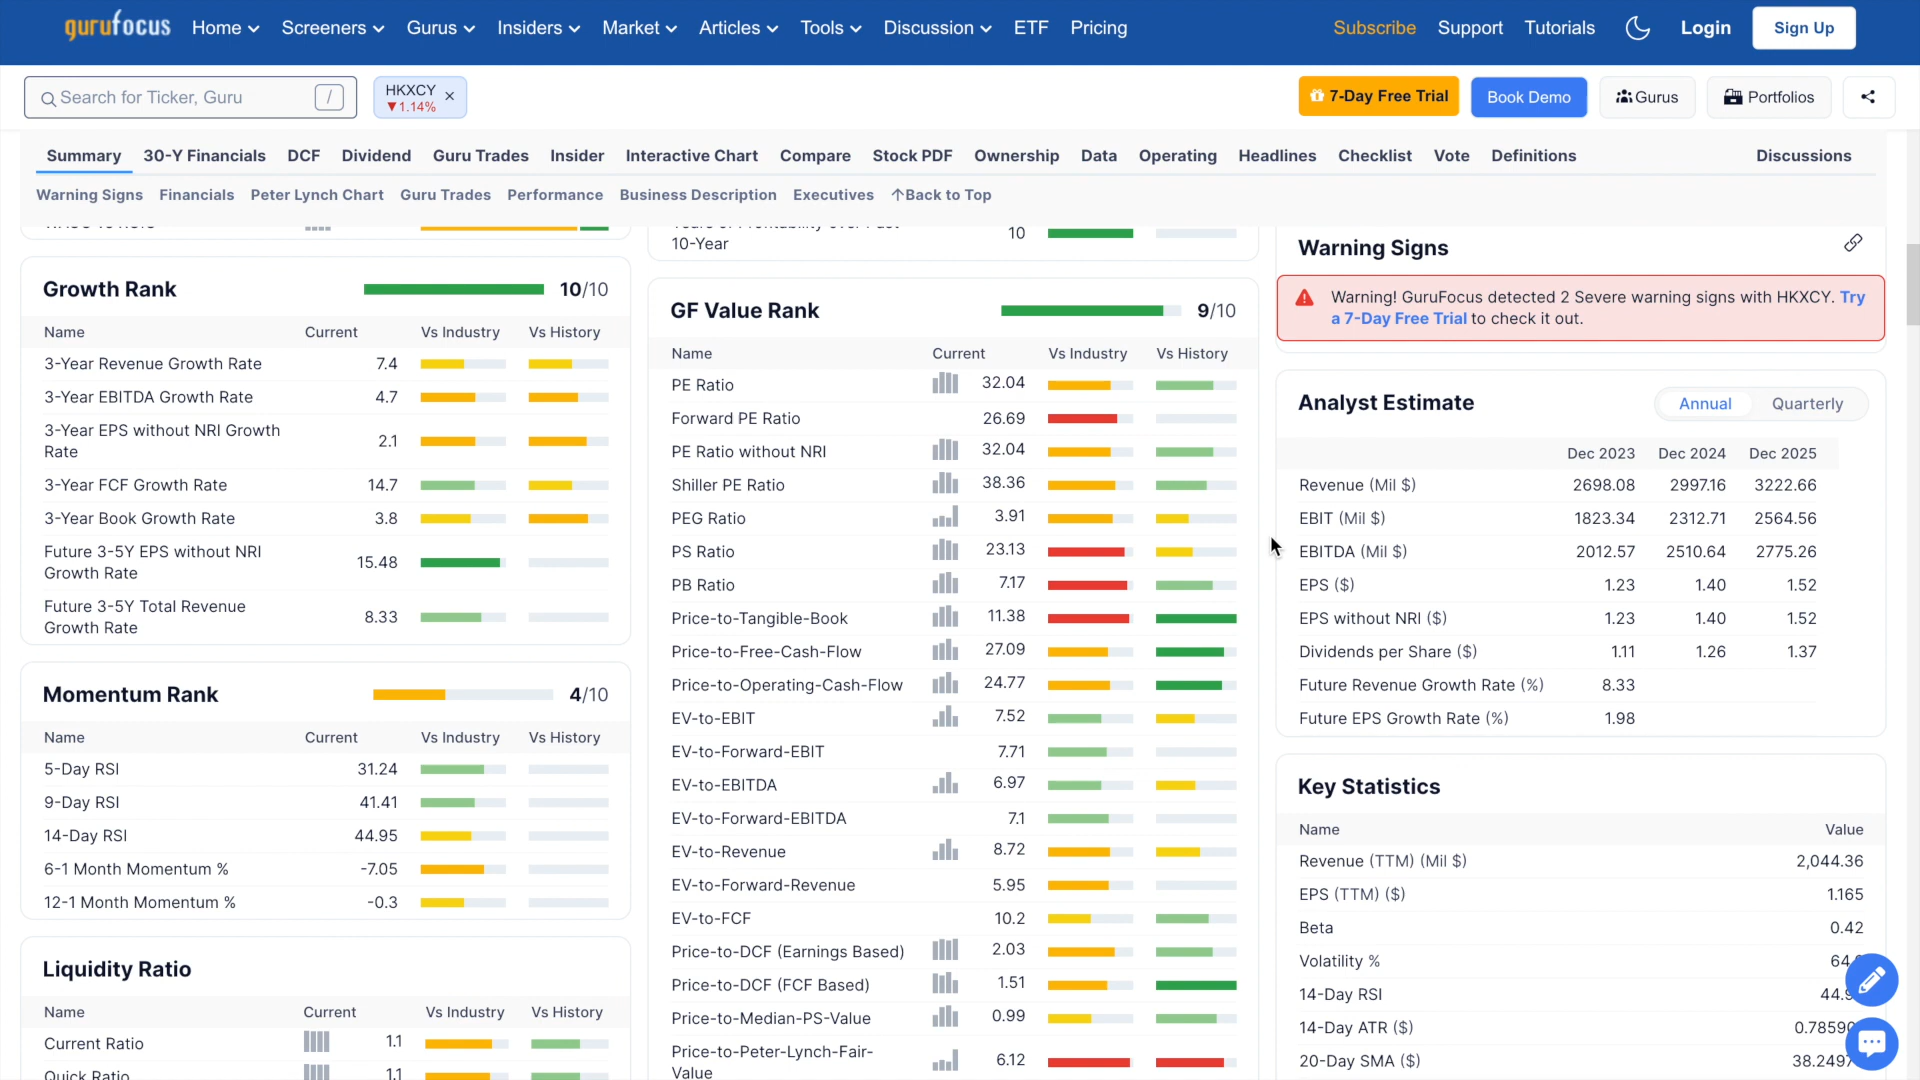 gurufocus Home Screeners Gurus Insiders Market Articles Tools Discussion ETF Pricing Subscribe Support Tutorials Login Sign Up
Search for Ticker, Guru /
HKXCY
▼1.14%
×
7-Day Free Trial
Book Demo
Gurus
Portfolios
Summary 30-Y Financials DCF Dividend Guru Trades Insider Interactive Chart Compare Stock PDF Ownership Data Operating Headlines Checklist Vote Definitions Discussions
Warning Signs Financials Peter Lynch Chart Guru Trades Performance Business Description Executives ↑Back to Top
Growth Rank 10/10
Name Current Vs Industry Vs History
3-Year Revenue Growth Rate 7.4
3-Year EBITDA Growth Rate 4.7
3-Year EPS without NRI Growth
Rate 2.1
3-Year FCF Growth Rate 14.7
3-Year Book Growth Rate 3.8
Future 3-5Y EPS without NRI
Growth Rate 15.48
Future 3-5Y Total Revenue
Growth Rate 8.33
Momentum Rank 4/10
Name Current Vs Industry Vs History
5-Day RSI 31.24
9-Day RSI 41.41
14-Day RSI 44.95
6-1 Month Momentum % -7.05
12-1 Month Momentum % -0.3
Liquidity Ratio
Name Current Vs Industry Vs History
Current Ratio 1.1
Quick Ratio 1.1
10-Year 10
GF Value Rank 9/10
Name Current Vs Industry Vs History
PE Ratio 32.04
Forward PE Ratio 26.69
PE Ratio without NRI 32.04
Shiller PE Ratio 38.36
PEG Ratio 3.91
PS Ratio 23.13
PB Ratio 7.17
Price-to-Tangible-Book 11.38
Price-to-Free-Cash-Flow 27.09
Price-to-Operating-Cash-Flow 24.77
EV-to-EBIT 7.52
EV-to-Forward-EBIT 7.71
EV-to-EBITDA 6.97
EV-to-Forward-EBITDA 7.1
EV-to-Revenue 8.72
EV-to-Forward-Revenue 5.95
EV-to-FCF 10.2
Price-to-DCF (Earnings Based) 2.03
Price-to-DCF (FCF Based) 1.51
Price-to-Median-PS-Value 0.99
Price-to-Peter-Lynch-Fair-
Value 6.12
Warning Signs
Warning! GuruFocus detected 2 Severe warning signs with HKXCY. Try
a 7-Day Free Trial to check it out.
Analyst Estimate Annual Quarterly
Dec 2023 Dec 2024 Dec 2025
Revenue (Mil $) 2698.08 2997.16 3222.66
EBIT (Mil $) 1823.34 2312.71 2564.56
EBITDA (Mil $) 2012.57 2510.64 2775.26
EPS ($) 1.23 1.40 1.52
EPS without NRI ($) 1.23 1.40 1.52
Dividends per Share ($) 1.11 1.26 1.37
Future Revenue Growth Rate (%) 8.33
Future EPS Growth Rate (%) 1.98
Key Statistics
Name Value
Revenue (TTM) (Mil $) 2,044.36
EPS (TTM) ($) 1.165
Beta 0.42
Volatility %
14-Day RSI
14-Day ATR ($)
20-Day SMA ($)